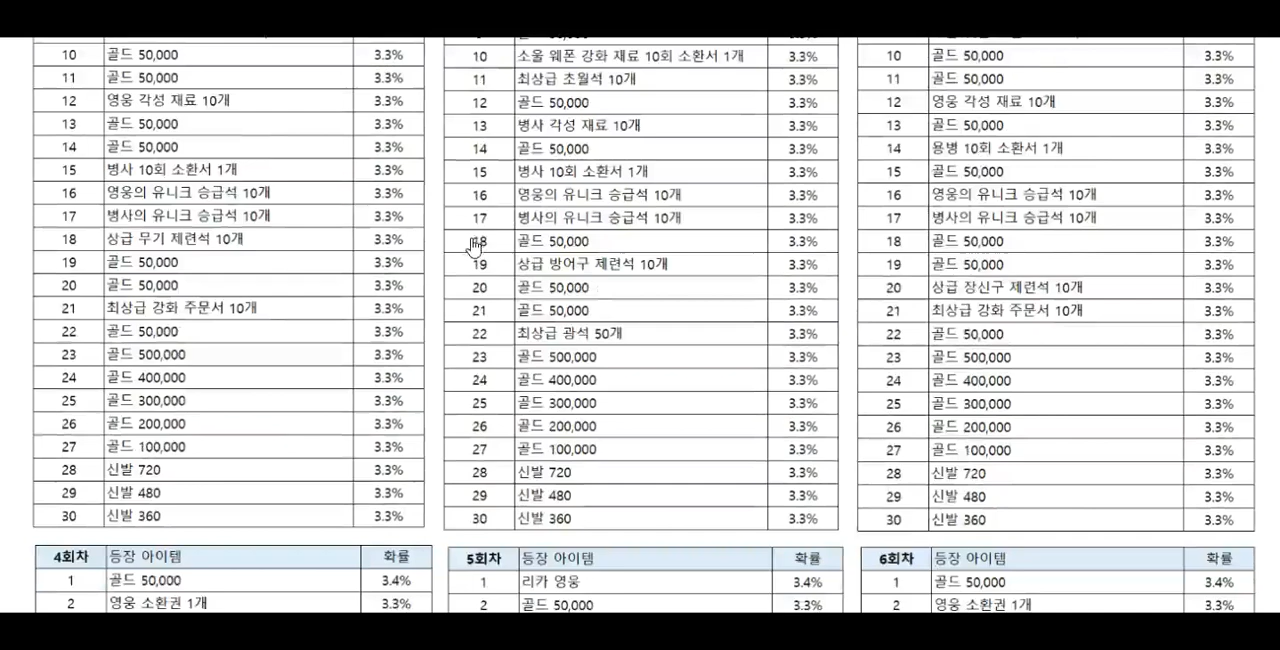 10 골드 50,000 3.3%
11 골드 50,000 3.3%
12 영웅 각성 재료 10개 3.3%
13 골드 50,000 3.3%
14 골드 50,000 3.3%
15 병사 10회 소환서 1개 3.3%
16 영웅의 유니크 승급석 10개 3.3%
17 병사의 유니크 승급석 10개 3.3%
18 상급 무기 제련석 10개 3.3%
19 골드 50,000 3.3%
20 골드 50,000 3.3%
21 최상급 강화 주문서 10개 3.3%
22 골드 50,000 3.3%
23 골드 500,000 3.3%
24 골드 400,000 3.3%
25 골드 300,000 3.3%
26 골드 200,000 3.3%
27 골드 100,000 3.3%
28 신발 720 3.3%
29 신발 480 3.3%
30 신발 360 3.3%
10 소울 웨폰 강화 재료 10회 소환서 1개 3.3%
11 최상급 초월석 10개 3.3%
12 골드 50,000 3.3%
13 병사 각성 재료 10개 3.3%
14 골드 50,000 3.3%
15 병사 10회 소환서 1개 3.3%
16 영웅의 유니크 승급석 10개 3.3%
17 병사의 유니크 승급석 10개 3.3%
18 골드 50,000 3.3%
19 상급 방어구 제련석 10개 3.3%
20 골드 50,000 3.3%
21 골드 50,000 3.3%
22 최상급 광석 50개 3.3%
23 골드 500,000 3.3%
24 골드 400,000 3.3%
25 골드 300,000 3.3%
26 골드 200,000 3.3%
27 골드 100,000 3.3%
28 신발 720 3.3%
29 신발 480 3.3%
30 신발 360 3.3%
10 골드 50,000 3.3%
11 골드 50,000 3.3%
12 영웅 각성 재료 10개 3.3%
13 골드 50,000 3.3%
14 용병 10회 소환서 1개 3.3%
15 골드 50,000 3.3%
16 영웅의 유니크 승급석 10개 3.3%
17 병사의 유니크 승급석 10개 3.3%
18 골드 50,000 3.3%
19 골드 50,000 3.3%
20 상급 장신구 제련석 10개 3.3%
21 최상급 강화 주문서 10개 3.3%
22 골드 50,000 3.3%
23 골드 500,000 3.3%
24 골드 400,000 3.3%
25 골드 300,000 3.3%
26 골드 200,000 3.3%
27 골드 100,000 3.3%
28 신발 720 3.3%
29 신발 480 3.3%
30 신발 360 3.3%
4회차 등장 아이템 확률
1 골드 50,000 3.4%
2 영웅 소환권 1개 3.3%
5회차 등장 아이템 확률
1 리카 영웅 3.4%
2 골드 50,000 3.3%
6회차 등장 아이템 확률
1 골드 50,000 3.4%
2 영웅 소환권 1개 3.3%